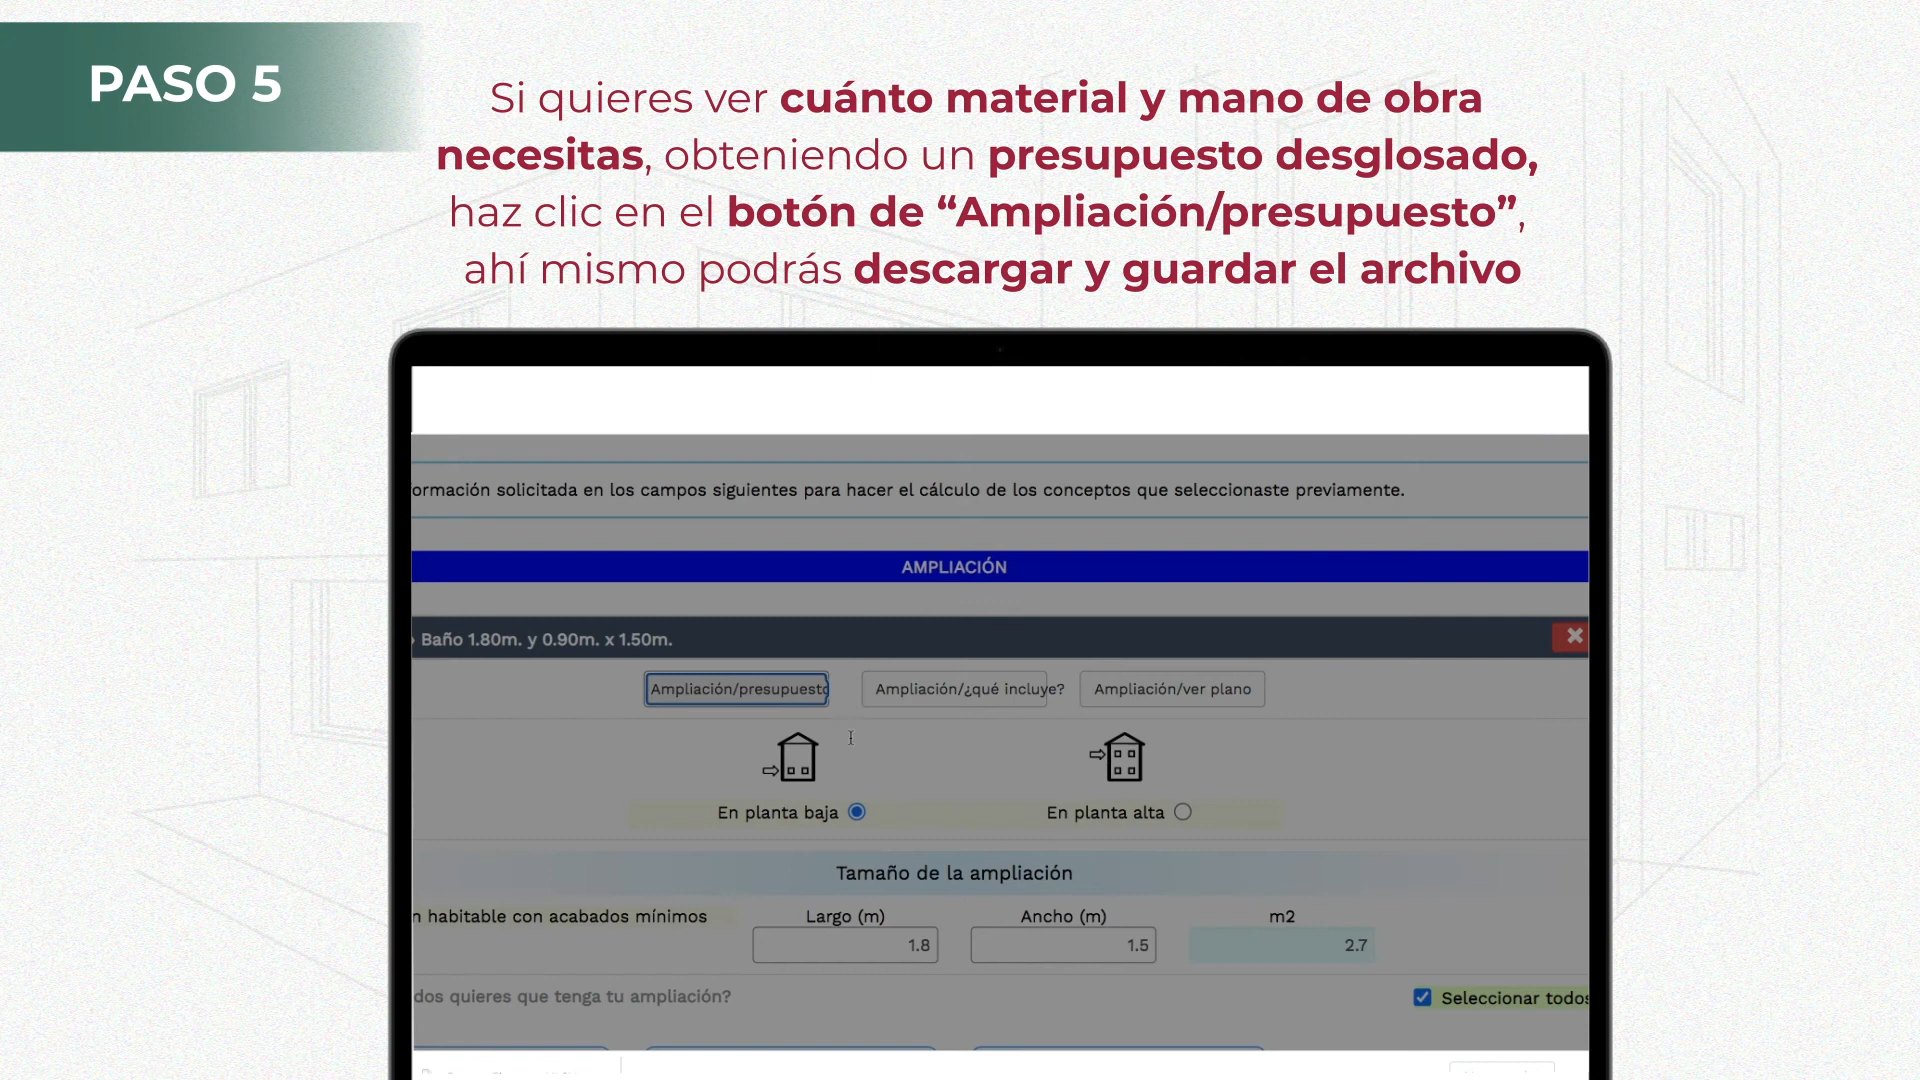 PASO 5
Si quieres ver cuánto material y mano de obra
necesitas, obteniendo un presupuesto desglosado,
haz clic en el botón de “Ampliación/presupuesto”,
ahí mismo podrás descargar y guardar el archivo
ormación solicitada en los campos siguientes para hacer el cálculo de los conceptos que seleccionaste previamente.
AMPLIACIÓN
Baño 1.80m. y 0.90m. x 1.50m.
Ampliación/presupuesto Ampliación/¿qué incluye? Ampliación/ver plano
En planta baja En planta alta
Tamaño de la ampliación
n habitable con acabados mínimos Largo (m) Ancho (m) m2
1.8 1.5 2.7
dos quieres que tenga tu ampliación? Seleccionar todos